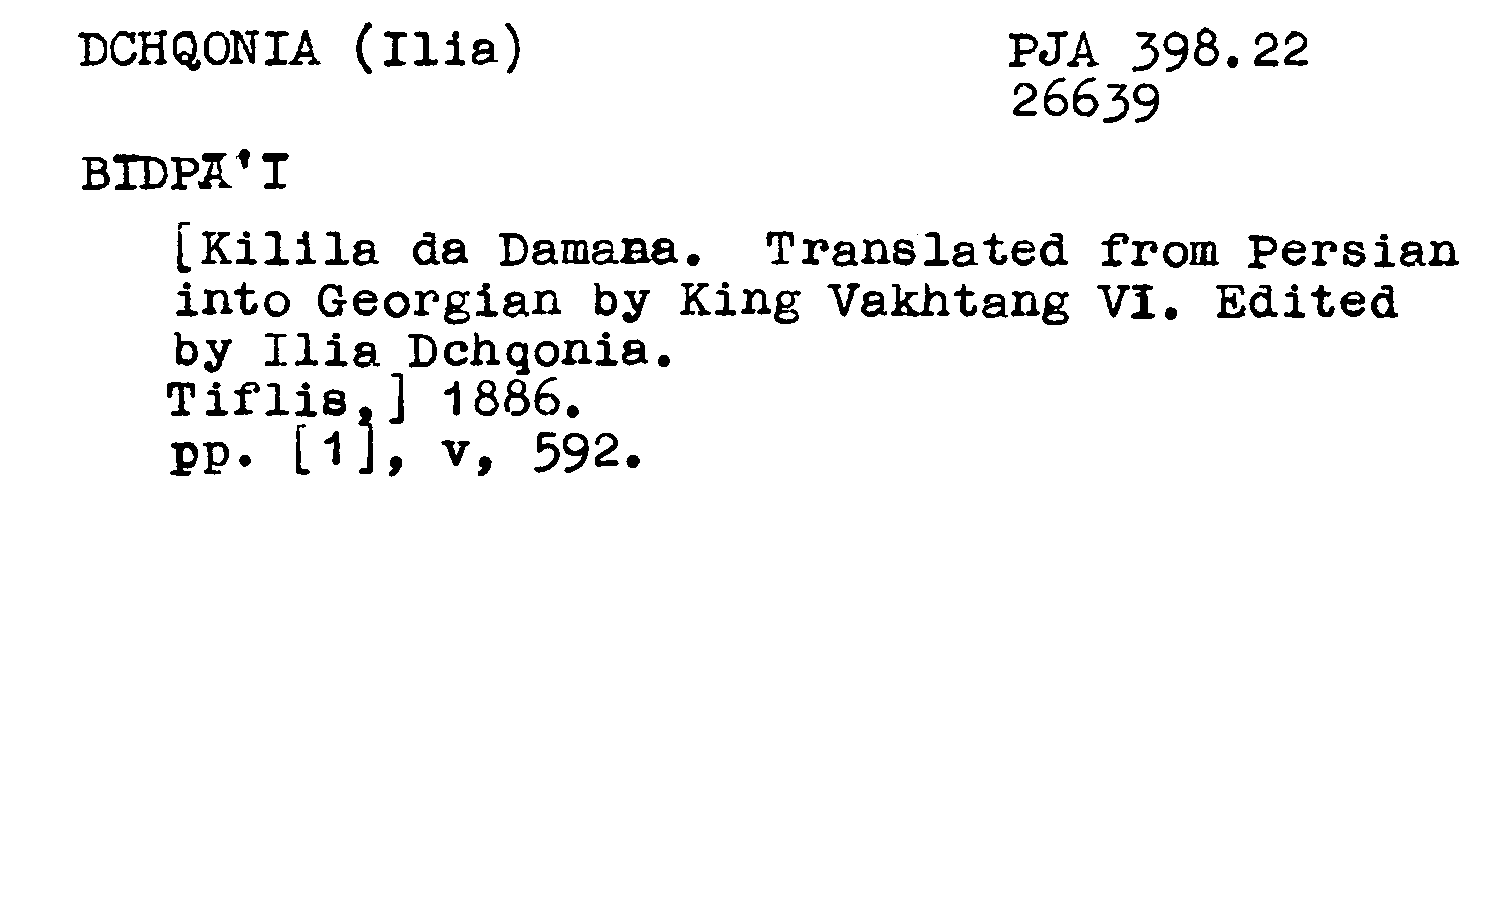 DCHQONIA (Ilia) PJA 398.22
26639
BĪDPĀ'Ī
[Kilila da Damana. Translated from Persian
into Georgian by King Vakhtang VI. Edited
by Ilia Dchqonia.
Tiflis,] 1886.
pp. [1], v, 592.